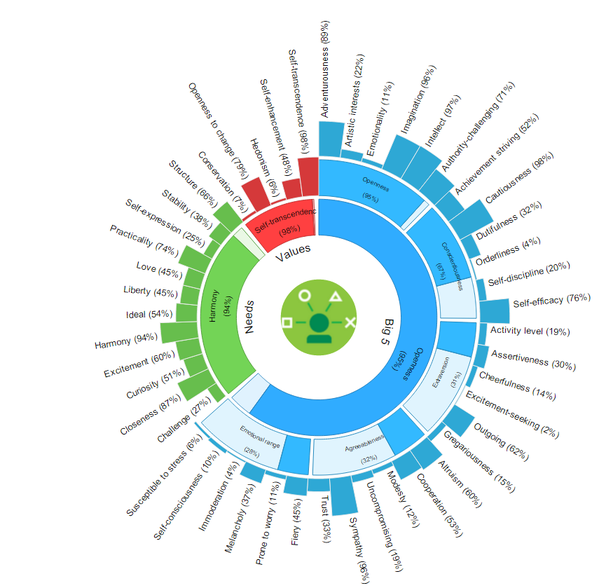 Adventurousness (89%)
Artistic interests (22%)
Emotionality (11%)
Imagination (96%)
Intellect (97%)
Authority-challenging (71%)
Achievement striving (52%)
Cautiousness (98%)
Dutifulness (32%)
Orderliness (4%)
Self-discipline (20%)
Self-efficacy (76%)
Activity level (19%)
Assertiveness (30%)
Cheerfulness (14%)
Excitement-seeking (2%)
Outgoing (62%)
Gregariousness (15%)
Altruism (60%)
Cooperation (53%)
Modesty (12%)
Uncompromising (19%)
Sympathy (96%)
Trust (33%)
Fiery (45%)
Prone to worry (11%)
Melancholy (37%)
Immoderation (4%)
Self-consciousness (10%)
Susceptible to stress (6%)
Challenge (27%)
Closeness (87%)
Curiosity (51%)
Excitement (60%)
Harmony (94%)
Ideal (54%)
Liberty (45%)
Love (45%)
Practicality (74%)
Self-expression (25%)
Stability (38%)
Structure (66%)
Conservation (7%)
Openness to change (79%)
Hedonism (6%)
Self-enhancement (48%)
Self-transcendence (98%)
Openness
(95%)
Conscientiousness
(67%)
Extraversion
(31%)
Agreeableness
(32%)
Emotional range
(28%)
Harmony
(94%)
Self-transcendenc
(98%)
Openness
(95%)
Values
Needs
Big 5